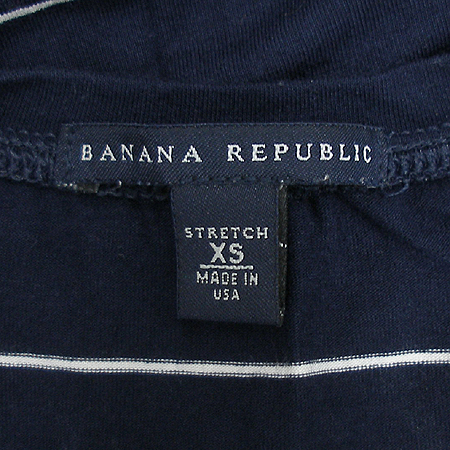 BANANA REPUBLIC
STRETCH
XS
MADE IN
USA